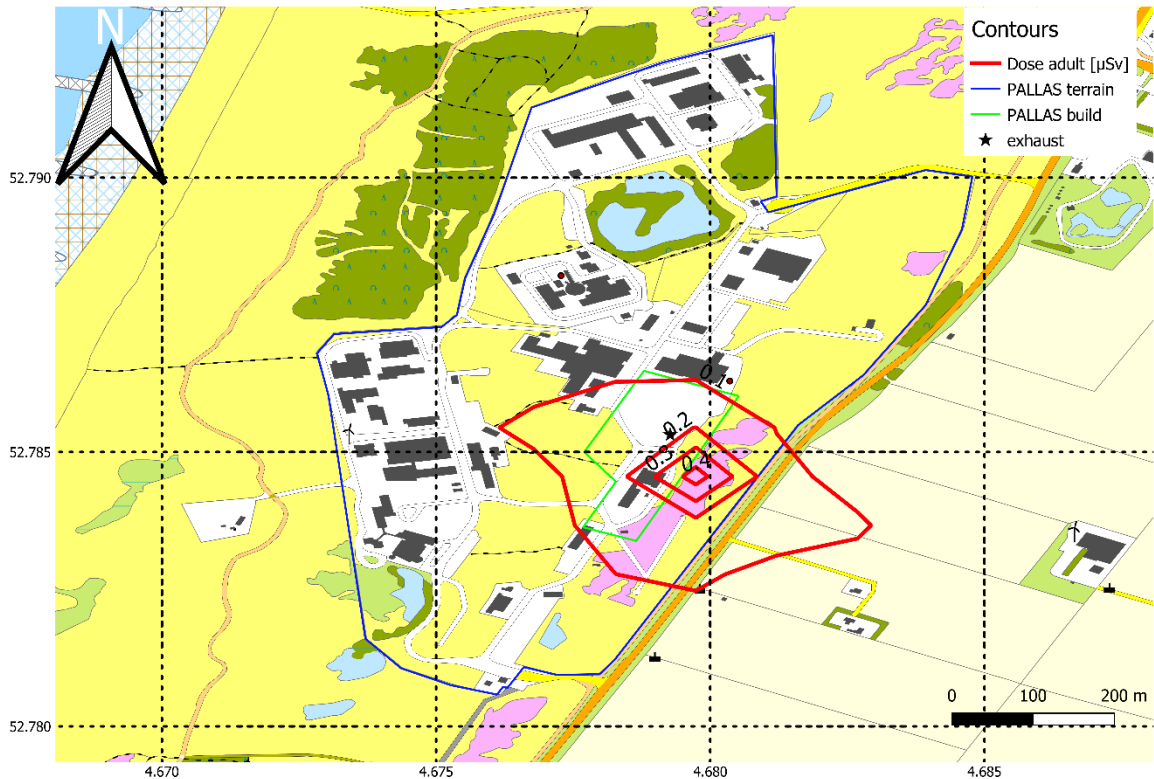 N
Contours
Dose adult [µSv]
PALLAS terrain
PALLAS build
exhaust
52.790
0.1
0.2
0.3
0.4
52.785
0 100 200 m
52.780
4.670 4.675 4.680 4.685